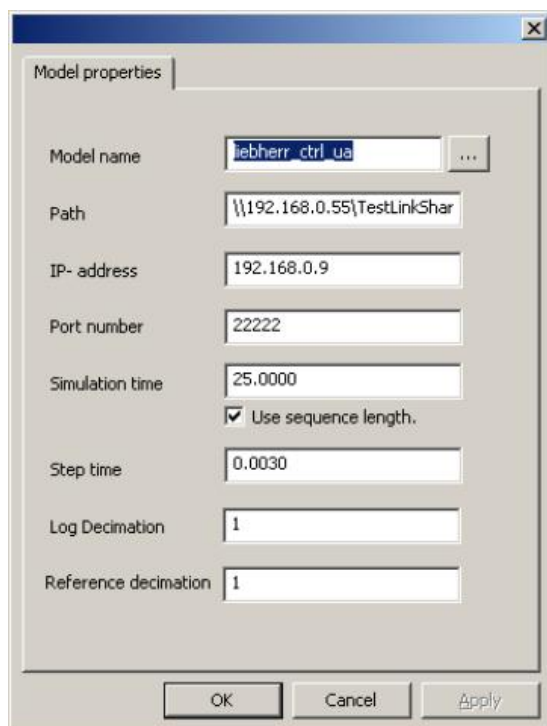 Model properties
Model name liebherr_ctrl_ua ...
Path \\192.168.0.55\TestLinkShar
IP- address 192.168.0.9
Port number 22222
Simulation time 25.0000
Use sequence length.
Step time 0.0030
Log Decimation 1
Reference decimation 1
OK Cancel Apply